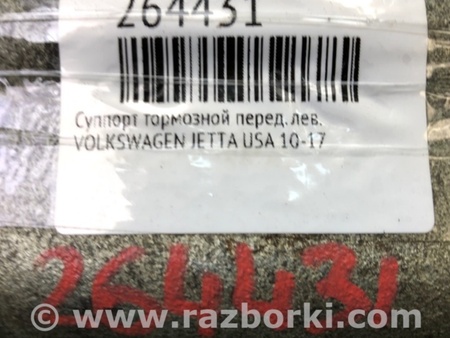 264431
Суппорт тормозной перед. лев.
VOLKSWAGEN JETTA USA 10-17
264431
www.razborki.com